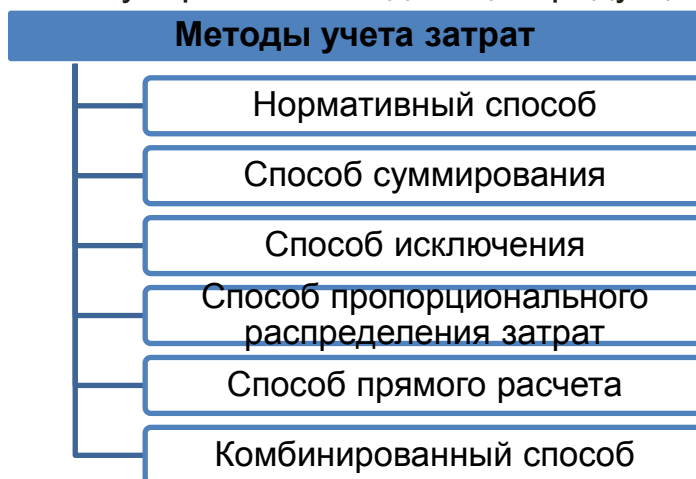 Методы учета затрат
Нормативный способ
Способ суммирования
Способ исключения
Способ пропорционального
распределения затрат
Способ прямого расчета
Комбинированный способ